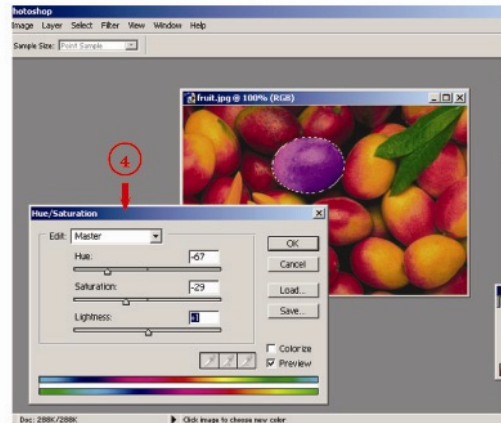 hotoshop
Image Layer Select Filter View Window Help
Sample Size: Point Sample
fruit.jpg @ 100% (RGB)
4
Hue/Saturation
Edit: Master
OK
Hue: -67
Cancel
Saturation: -29
Load...
Save...
Lightness: +1
Colorize
Preview
Doc: 288K/288K Click image to choose new color